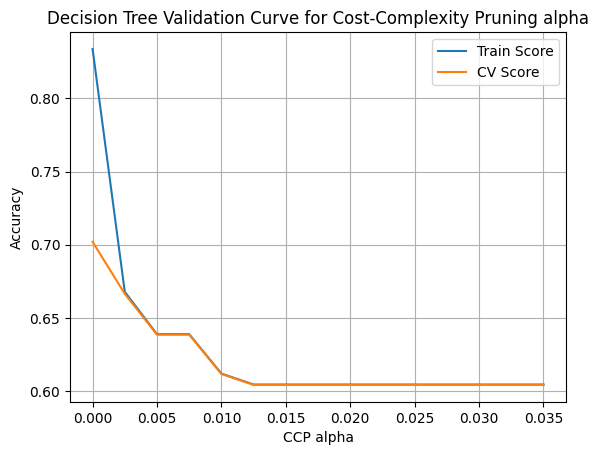 Decision Tree Validation Curve for Cost-Complexity Pruning alpha
Train Score
CV Score
Accuracy
0.80
0.75
0.70
0.65
0.60
0.000 0.005 0.010 0.015 0.020 0.025 0.030 0.035
CCP alpha